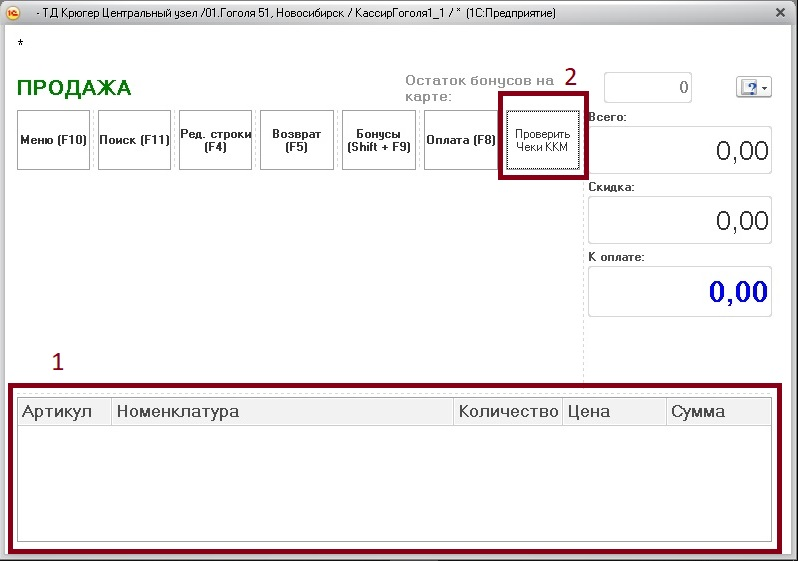 1С - ТД Крюгер Центральный узел /01.Гоголя 51, Новосибирск / КассирГоголя1_1 / * (1С:Предприятие)
*
ПРОДАЖА
Остаток бонусов на
карте:
2
0
?
Меню (F10)
Поиск (F11)
Ред. строки
(F4)
Возврат
(F5)
Бонусы
(Shift + F9)
Оплата (F8)
Проверить
Чеки ККМ
Всего:
0,00
Скидка:
0,00
К оплате:
0,00
1
Артикул Номенклатура Количество Цена Сумма